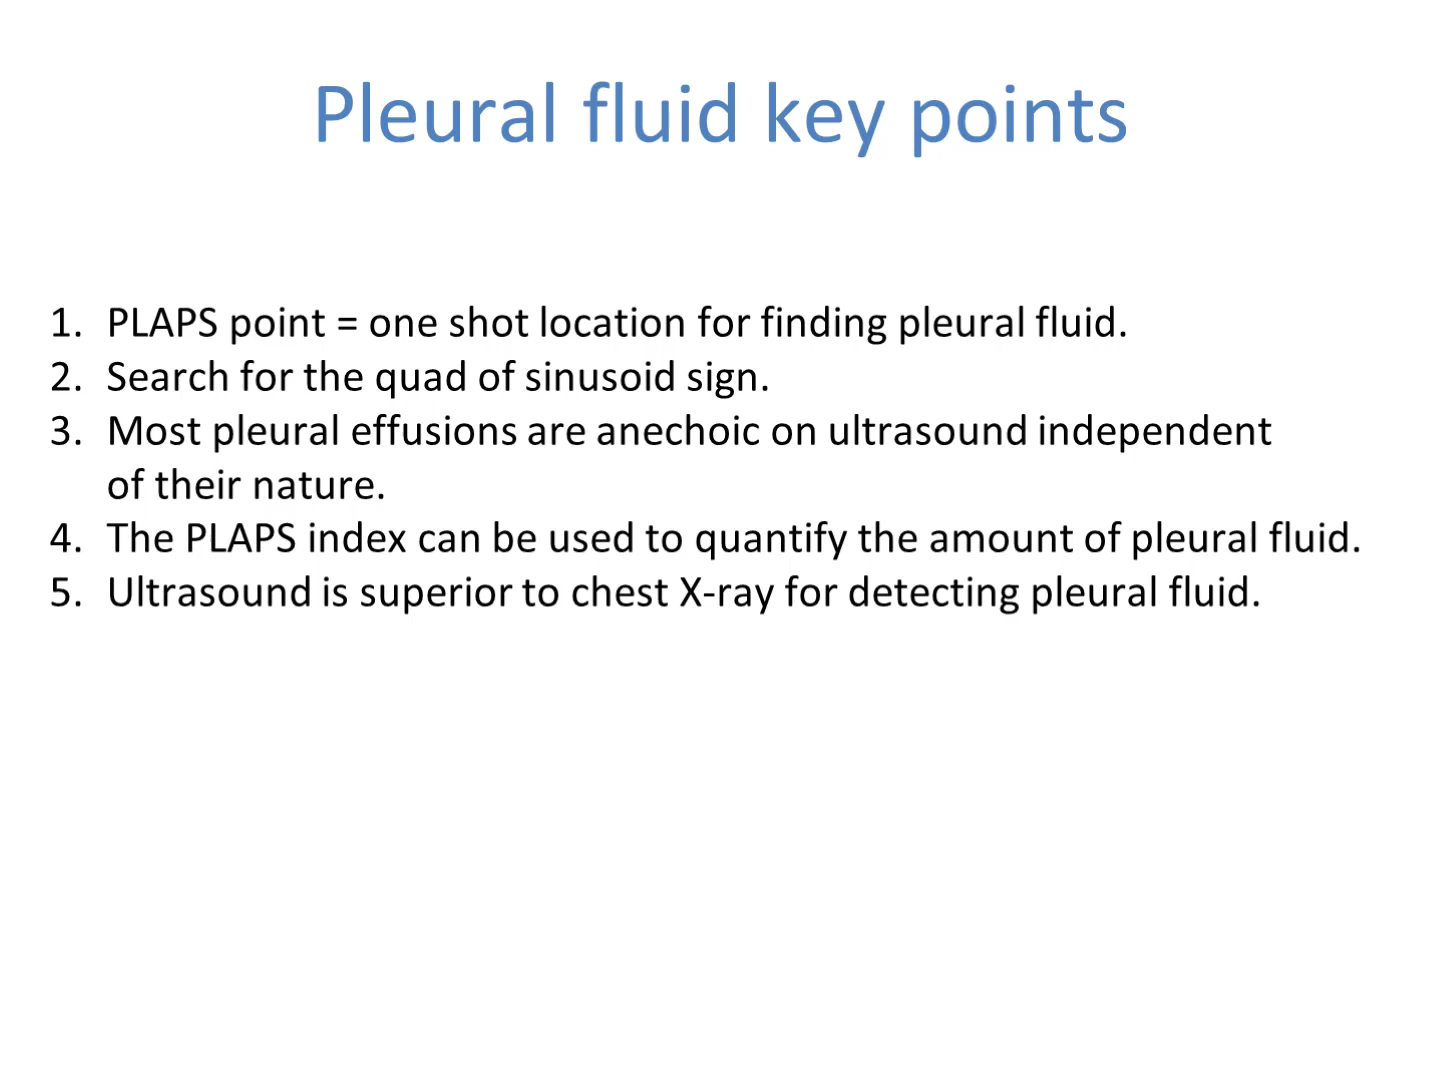 Pleural fluid key points
1. PLAPS point = one shot location for finding pleural fluid.
2. Search for the quad of sinusoid sign.
3. Most pleural effusions are anechoic on ultrasound independent
of their nature.
4. The PLAPS index can be used to quantify the amount of pleural fluid.
5. Ultrasound is superior to chest X-ray for detecting pleural fluid.